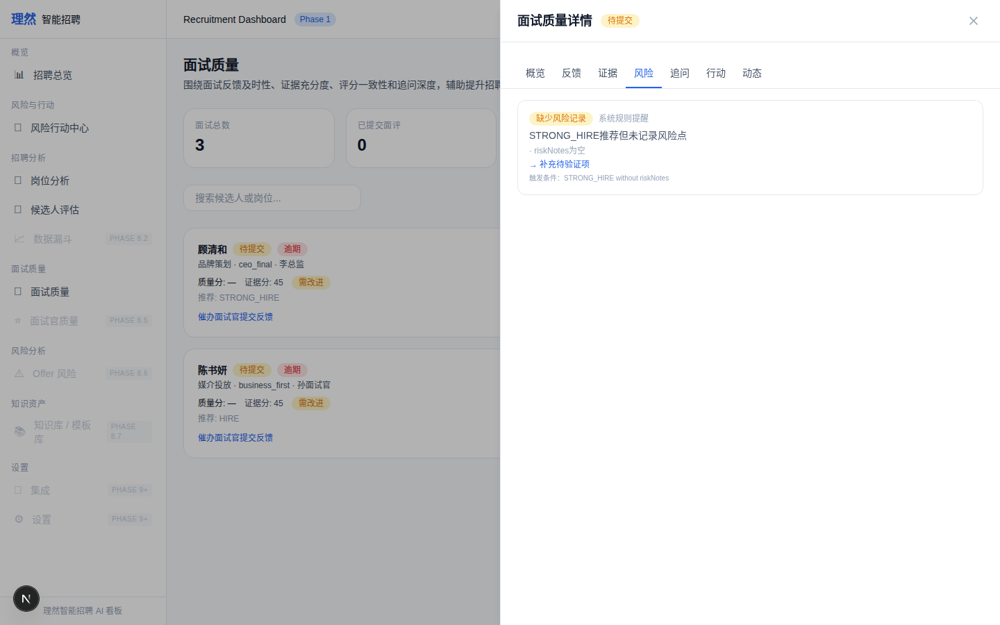 理然 智能招聘
概览
招聘总览
风险与行动
风险行动中心
招聘分析
岗位分析
候选人评估
数据漏斗 PHASE 8.2
面试质量
面试质量
面试官质量 PHASE 8.5
风险分析
Offer 风险 PHASE 8.6
知识资产
知识库 / 模板
库
PHASE
8.7
设置
集成 PHASE 9+
设置 PHASE 9+
N
理然智能招聘 AI 看板
Recruitment Dashboard Phase 1
面试质量
围绕面试反馈及时性、证据充分度、评分一致性和追问深度，辅助提升招聘
面试总数
3
已提交面评
0
搜索候选人或岗位...
顾清和 待提交 逾期
品牌策划 · ceo_final · 李总监
质量分: — 证据分: 45 需改进
推荐: STRONG_HIRE
催办面试官提交反馈
陈书妍 待提交 逾期
媒介投放 · business_first · 孙面试官
质量分: — 证据分: 45 需改进
推荐: HIRE
催办面试官提交反馈
面试质量详情 待提交
概览 反馈 证据 风险 追问 行动 动态
缺少风险记录 系统规则提醒
STRONG_HIRE推荐但未记录风险点
· riskNotes为空
→ 补充待验证项
触发条件：STRONG_HIRE without riskNotes